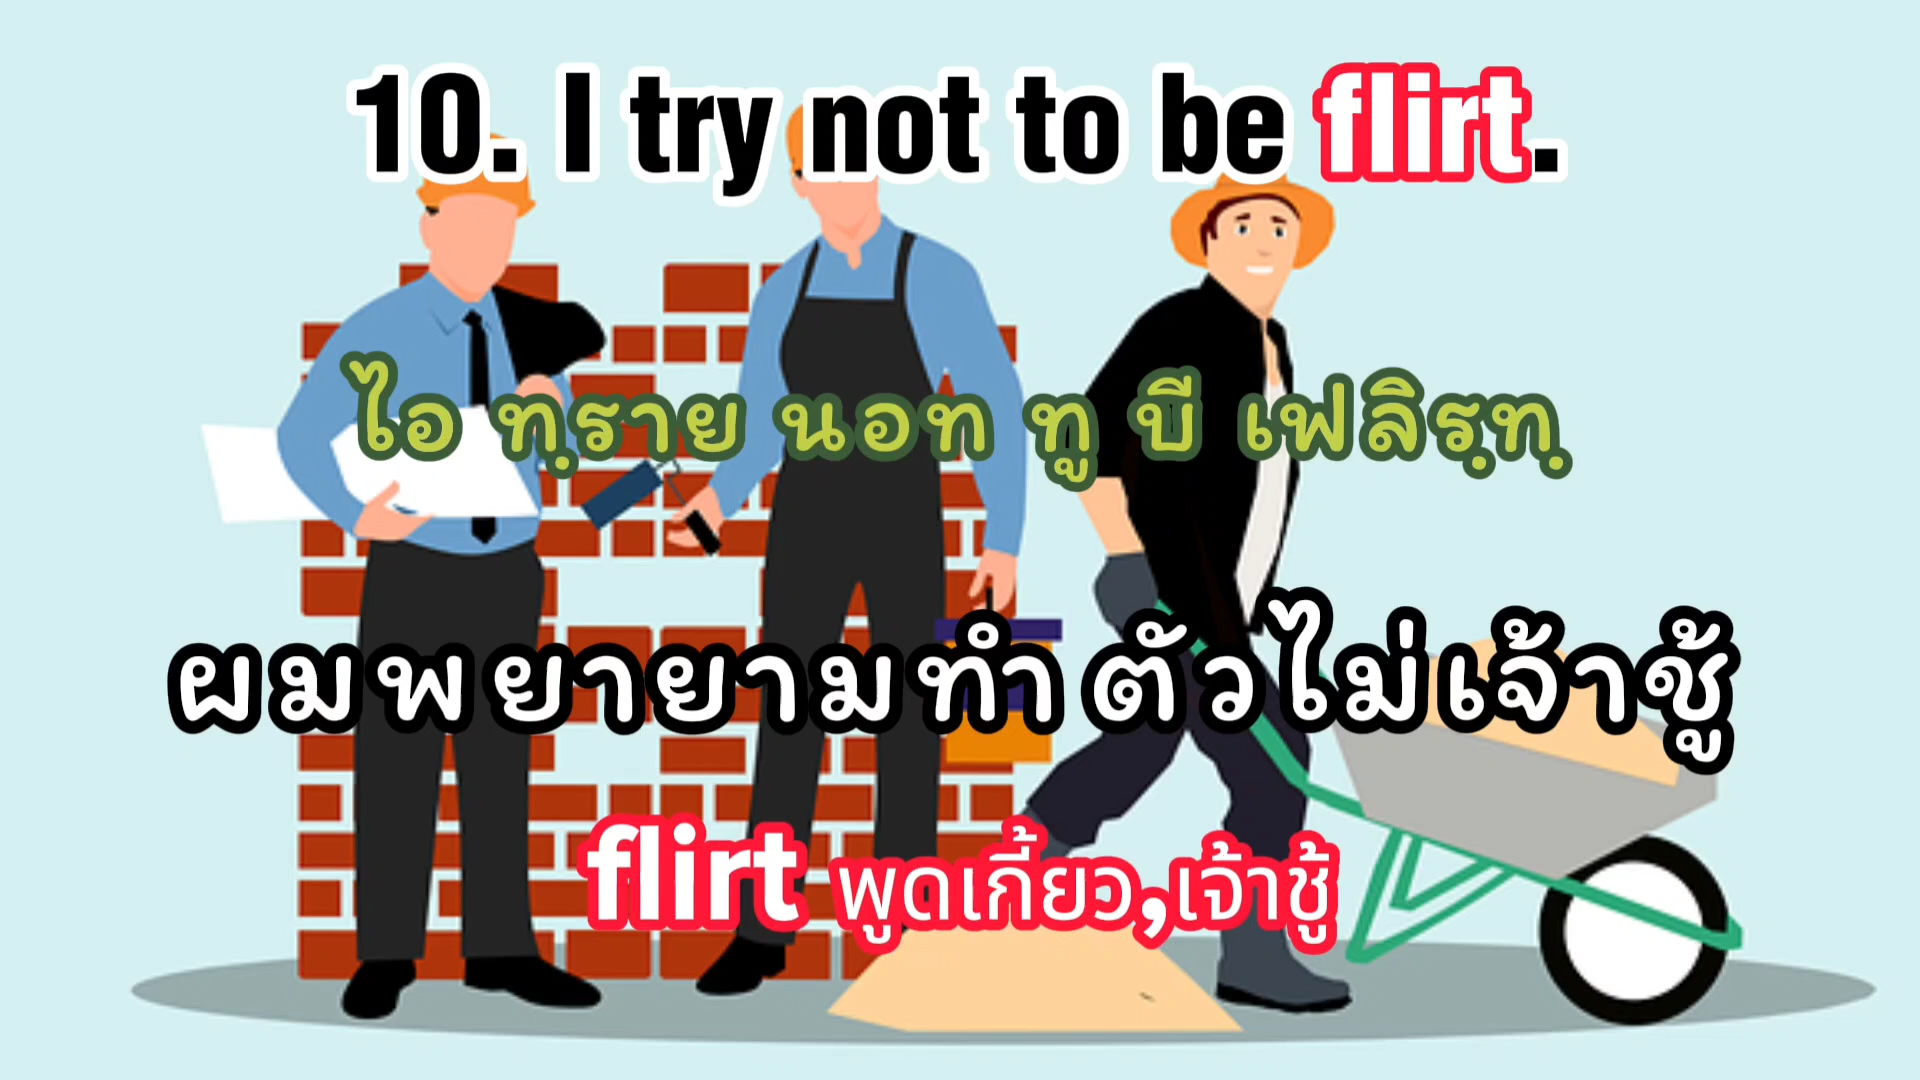 10. I try not to be flirt.
ไอ ทฺราย นอท ทู บี เฟลิรฺทฺ
ผมพยายามทำตัวไม่เจ้าชู้
flirt พูดเกี้ยว,เจ้าชู้